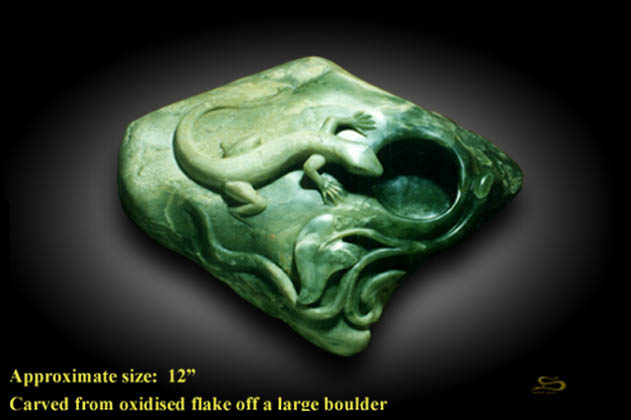 Approximate size:  12”
Carved from oxidised flake off a large boulder